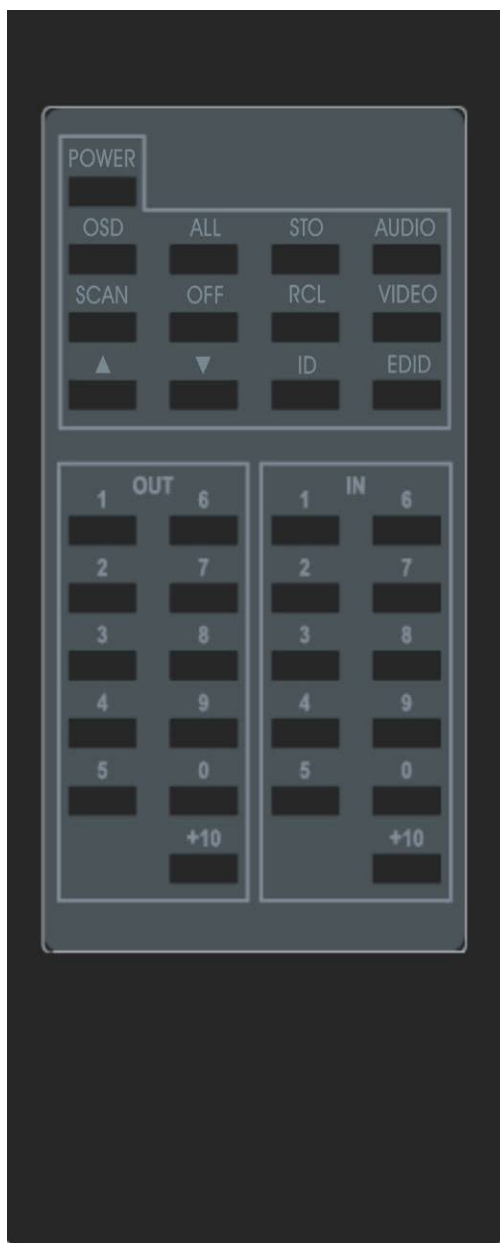 POWER
OSD ALL STO AUDIO
SCAN OFF RCL VIDEO
▲ ▼ ID EDID
OUT IN
1 6 1 6
2 7 2 7
3 8 3 8
4 9 4 9
5 0 5 0
+10 +10